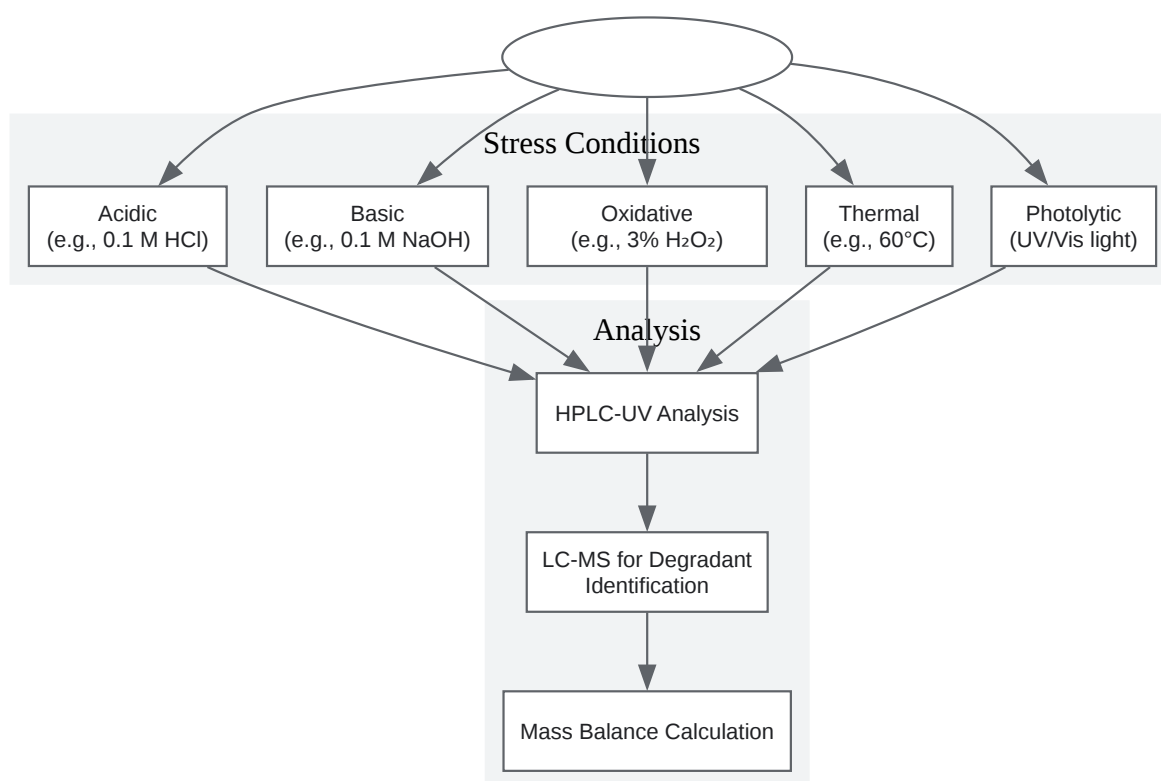 Stress Conditions
Acidic
(e.g., 0.1 M HCl)
Basic
(e.g., 0.1 M NaOH)
Oxidative
(e.g., 3% H₂O₂)
Thermal
(e.g., 60°C)
Photolytic
(UV/Vis light)
Analysis
HPLC-UV Analysis
LC-MS for Degradant
Identification
Mass Balance Calculation